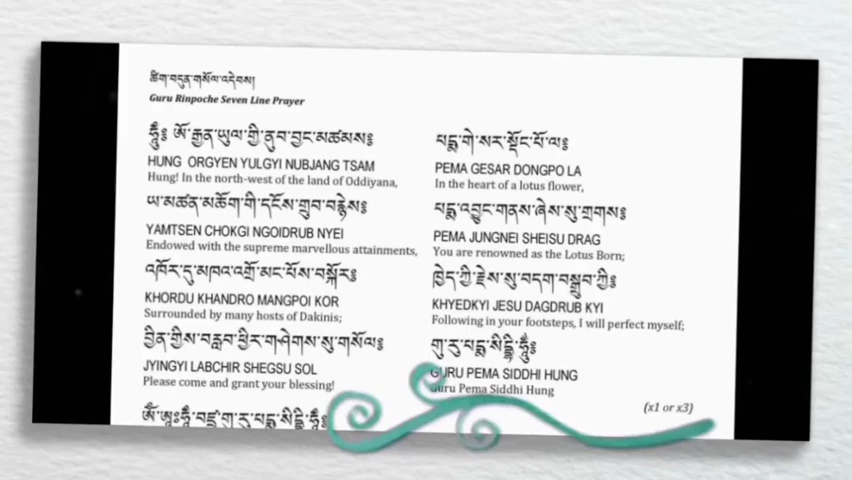 ཚིག་བདུན་གསོལ་འདེབས།
Guru Rinpoche Seven Line Prayer
ཧཱུྃ༔ ཨོ་རྒྱན་ཡུལ་གྱི་ནུབ་བྱང་མཚམས༔
HUNG ORGYEN YULGYI NUBJANG TSAM
Hung! In the north-west of the land of Oddiyana,
པདྨ་གེ་སར་སྡོང་པོ་ལ༔
PEMA GESAR DONGPO LA
In the heart of a lotus flower,
ཡ་མཚན་མཆོག་གི་དངོས་གྲུབ་བརྙེས༔
YAMTSEN CHOKGI NGOIDRUB NYEI
Endowed with the supreme marvellous attainments,
པདྨ་འབྱུང་གནས་ཞེས་སུ་གྲགས༔
PEMA JUNGNEI SHEISU DRAG
You are renowned as the Lotus Born;
འཁོར་དུ་མཁའ་འགྲོ་མང་པོས་བསྐོར༔
KHORDU KHANDRO MANGPOI KOR
Surrounded by many hosts of Dakinis;
ཁྱེད་ཀྱི་རྗེས་སུ་བདག་བསྒྲུབ་ཀྱི༔
KHYEDKYI JESU DAGDRUB KYI
Following in your footsteps, I will perfect myself;
བྱིན་གྱིས་བརླབ་ཕྱིར་གཤེགས་སུ་གསོལ༔
JYINGYI LABCHIR SHEGSU SOL
Please come and grant your blessing!
གུ་རུ་པདྨ་སིདྡྷི་ཧཱུྃ༔
GURU PEMA SIDDHI HUNG
Guru Pema Siddhi Hung
(x1 or x3)
ཨོཾ་ཨཱཿཧཱུྃ་བཛྲ་གུ་རུ་པདྨ་སིདྡྷི་ཧཱུྃ༔